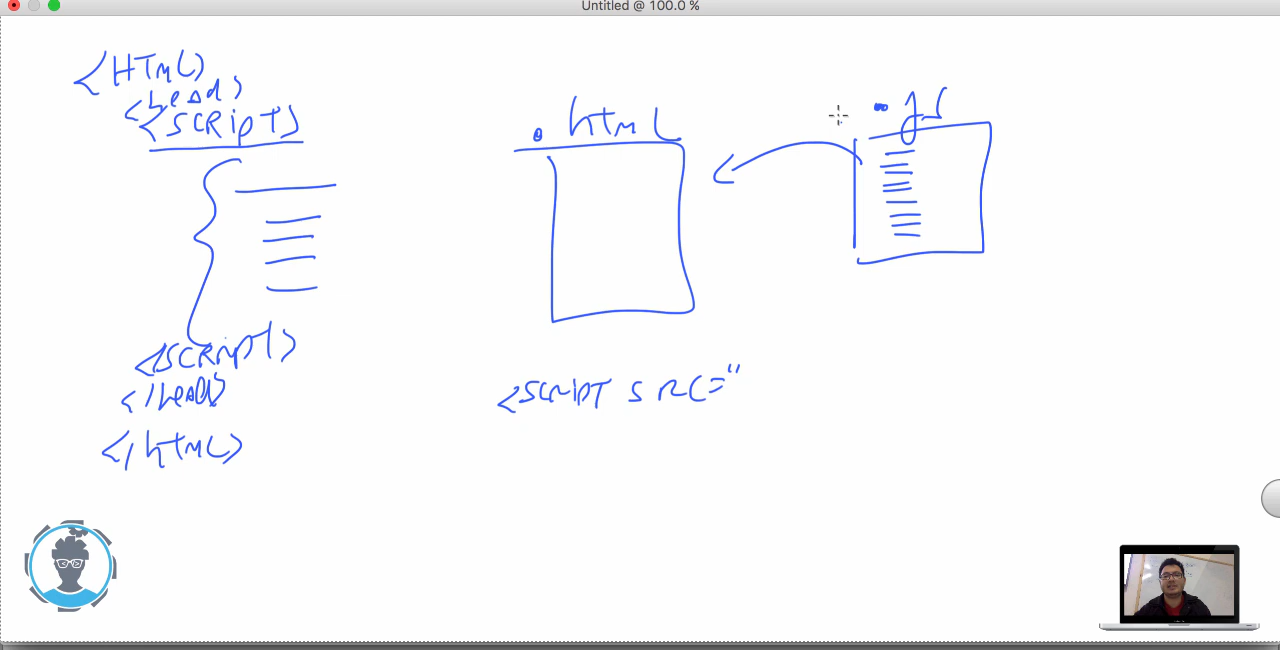 Untitled @ 100.0 %
<HTmL>
<head>
<SCRipT>
<SCRipT>
</head>
</html>
. html
. js
<SCRIPT SRC="